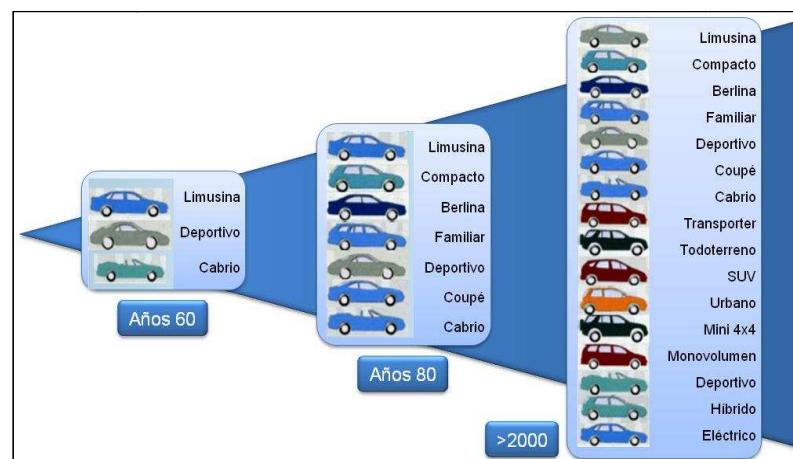 Limusina
Deportivo
Cabrio
Años 60
Limusina
Compacto
Berlina
Familiar
Deportivo
Coupé
Cabrio
Años 80
Limusina
Compacto
Berlina
Familiar
Deportivo
Coupé
Cabrio
Transporter
Todoterreno
SUV
Urbano
Mini 4x4
Monovolumen
Deportivo
Híbrido
Eléctrico
>2000